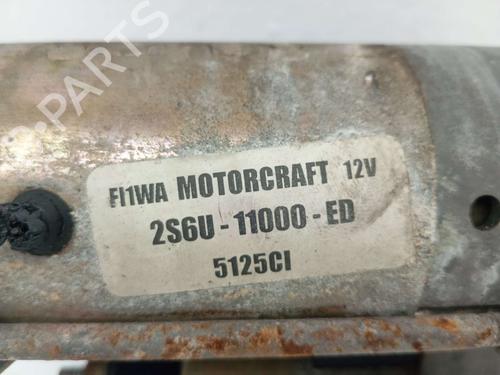 B-PARTS
FI1WA MOTORCRAFT 12V
2S6U - 11000 - ED
5125CI